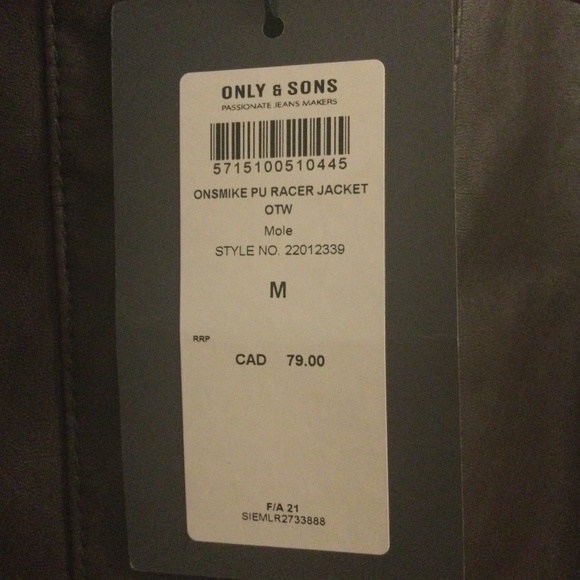 ONLY & SONS
PASSIONATE JEANS MAKERS
5715100510445
ONSMIKE PU RACER JACKET
OTW
Mole
STYLE NO. 22012339
M
RRP
CAD 79.00
F/A 21
SIEMLR2733888